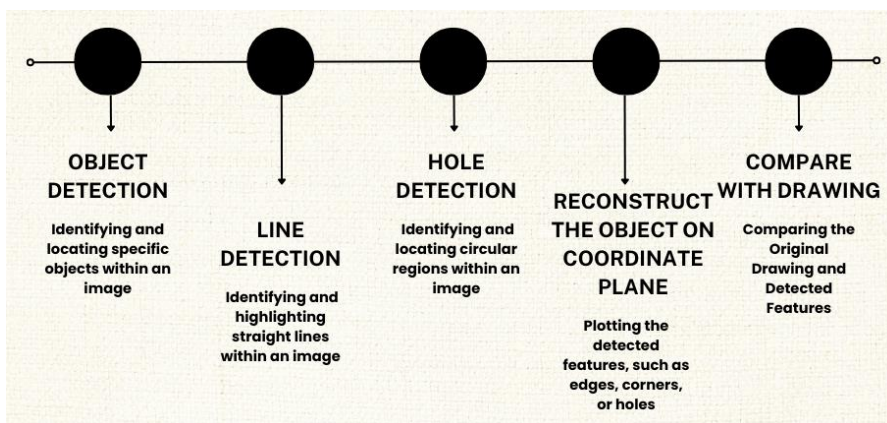 OBJECT
DETECTION
Identifying and
locating specific
objects within an
image
LINE
DETECTION
Identifying and
highlighting
straight lines
within an image
HOLE
DETECTION
Identifying and
locating circular
regions within an
image
RECONSTRUCT
THE OBJECT ON
COORDINATE
PLANE
Plotting the
detected
features, such as
edges, corners,
or holes
COMPARE
WITH DRAWING
Comparing the
Original
Drawing and
Detected
Features